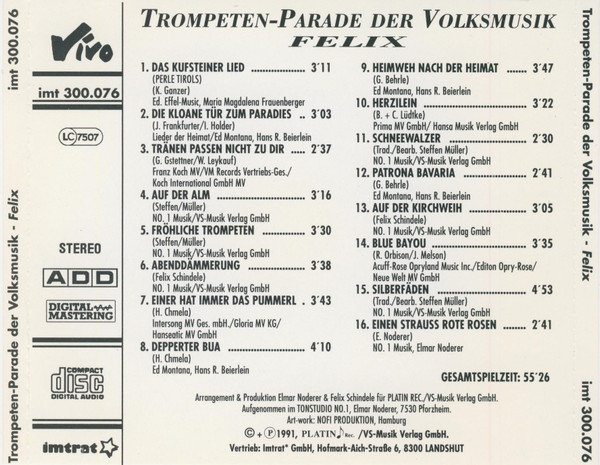 TROMPETEN-PARADE DER VOLKSMUSIK
FELIX
imt 300.076
Trompeten-Parade der Volksmusik - Felix
Vivo
imt 300.076
LC 7507
STEREO
ADD
DIGITAL
MASTERING
COMPACT
disc
DIGITAL AUDIO
imtrat
1. DAS KUFSTEINER LIED .................. 3'11
(PERLE TIROLS)
(K. Ganzer)
Ed. Effel-Music, Maria Magdalena Frauenberger
2. DIE KLOANE TÜR ZUM PARADIES .. 3'03
(J. Frankfurter/I. Holder)
Lieder der Heimat/Ed Montana, Hans R. Beierlein
3. TRÄNEN PASSEN NICHT ZU DIR ...... 2'37
(G. Gstettner/W. Leykauf)
Franz Koch MV/VM Records Vertriebs-Ges./
Koch International GmbH MV
4. AUF DER ALM ............................. 3'16
(Steffen/Müller)
NO. 1 Musik/VS-Musik Verlag GmbH
5. FRÖHLICHE TROMPETEN ................ 3'30
(Steffen/Müller)
NO. 1 Musik/VS-Musik Verlag GmbH
6. ABENDDÄMMERUNG .................... 3'38
(Felix Schindele)
NO. 1 Musik/VS-Musik Verlag GmbH
7. EINER HAT IMMER DAS PUMMERL . 3'43
(H. Chmela)
Intersong MV Ges. mbH./Gloria MV KG/
Hanseatic MV GmbH
8. DEPPERTER BUA .......................... 4'10
(H. Chmela)
Ed Montana, Hans R. Beierlein
9. HEIMWEH NACH DER HEIMAT ....... 3'47
(G. Behrle)
Ed Montana, Hans R. Beierlein
10. HERZILEIN ................................ 3'22
(B. + C. Lüdtke)
Prima MV GmbH/ Hansa Musik Verlag GmbH
11. SCHNEEWALZER ......................... 2'30
(Trad./Bearb. Steffen Müller)
NO. 1 Musik/VS-Musik Verlag GmbH
12. PATRONA BAVARIA .................... 2'41
(G. Behrle)
Ed Montana, Hans R. Beierlein
13. AUF DER KIRCHWEIH ................. 3'05
(Felix Schindele)
NO. 1 Musik/VS-Musik Verlag GmbH
14. BLUE BAYOU ............................. 3'35
(R. Orbison/J. Melson)
Acuff-Rose Opryland Music Inc./Editon Opry-Rose/
Neue Welt MV GmbH
15. SILBERFÄDEN ............................ 4'53
(Trad./Bearb. Steffen Müller)
NO. 1 Musik/VS-Musik Verlag GmbH
16. EINEN STRAUSS ROTE ROSEN ..... 2'41
(E. Noderer)
NO. 1 Musik, Elmar Noderer
GESAMTSPIELZEIT: 55'26
Arrangement & Produktion Elmar Noderer & Felix Schindele für PLATIN REC./VS-Musik Verlag GmbH.
Aufgenommen im TONSTUDIO NO.1, Elmar Noderer, 7530 Pforzheim.
Art-work: NOFI PRODUKTION, Hamburg
© + ℗ 1991, PLATIN Rec. /VS-Musik Verlag GmbH.
Vertrieb: Imtrat* GmbH, Hofmark-Aich-Straße 6, 8300 LANDSHUT
Trompeten-Parade der Volksmusik - Felix
imt 300.076